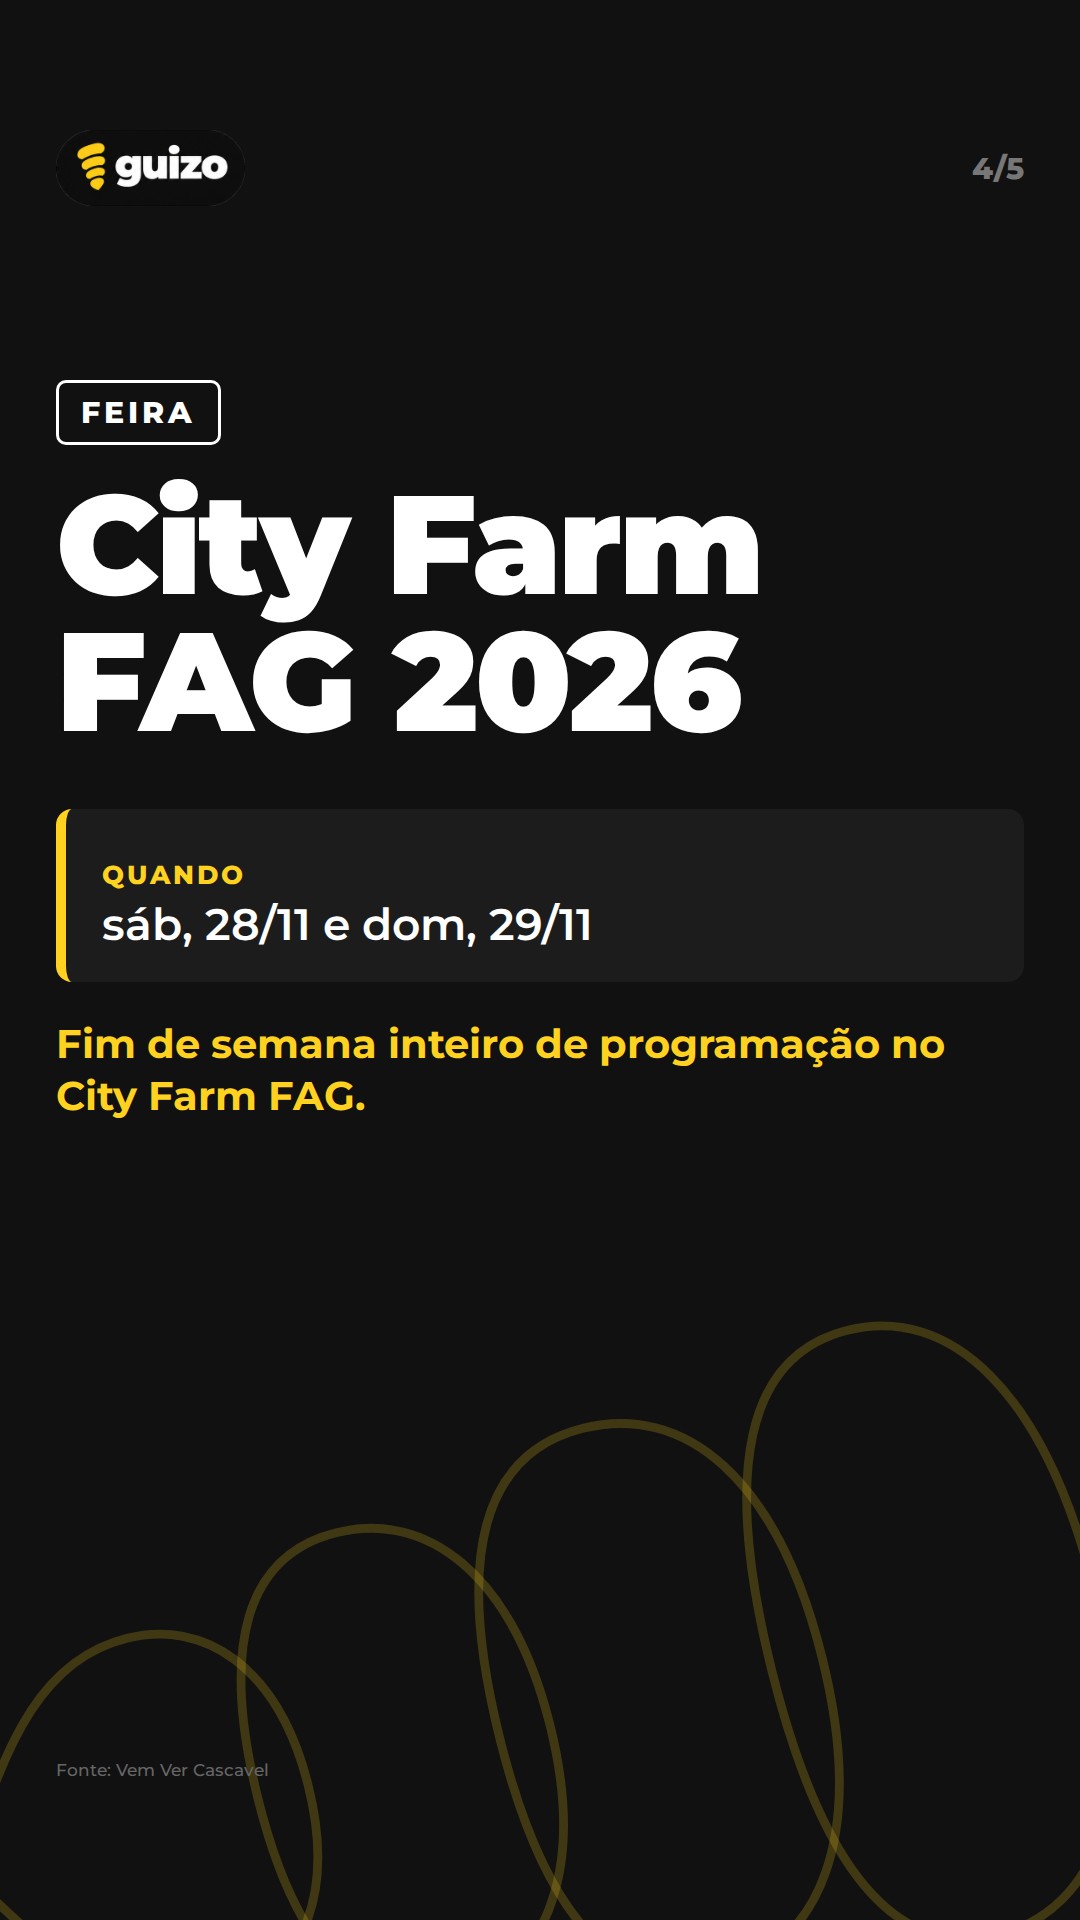 guizo
4/5
FEIRA
City Farm
FAG 2026
QUANDO
sáb, 28/11 e dom, 29/11
Fim de semana inteiro de programação no
City Farm FAG.
Fonte: Vem Ver Cascavel